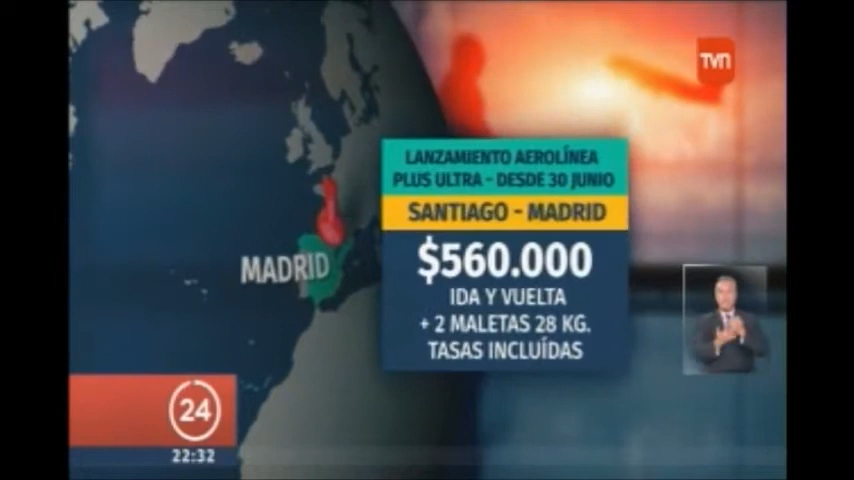 TVN
LANZAMIENTO AEROLÍNEA
PLUS ULTRA - DESDE 30 JUNIO
SANTIAGO - MADRID
MADRID
$560.000
IDA Y VUELTA
+ 2 MALETAS 28 KG.
TASAS INCLUÍDAS
24
22:32